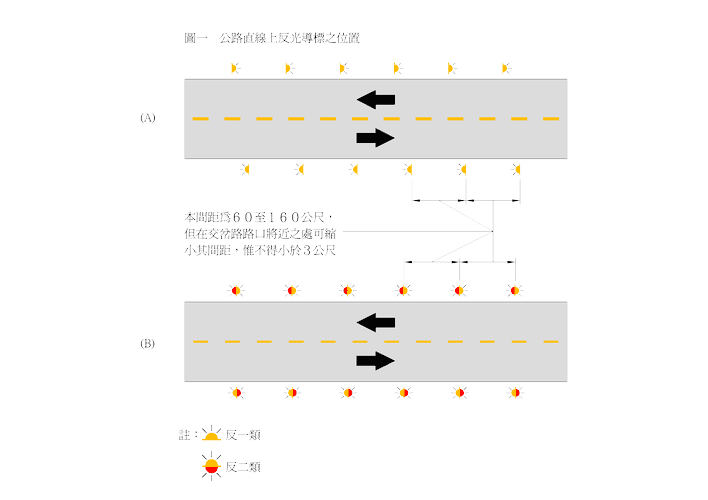 圖一　公路直線上反光導標之位置
(A)
本間距為６０至１６０公尺，
但在交岔路路口將近之處可縮
小其間距，惟不得小於３公尺
(B)
註：反一類
反二類